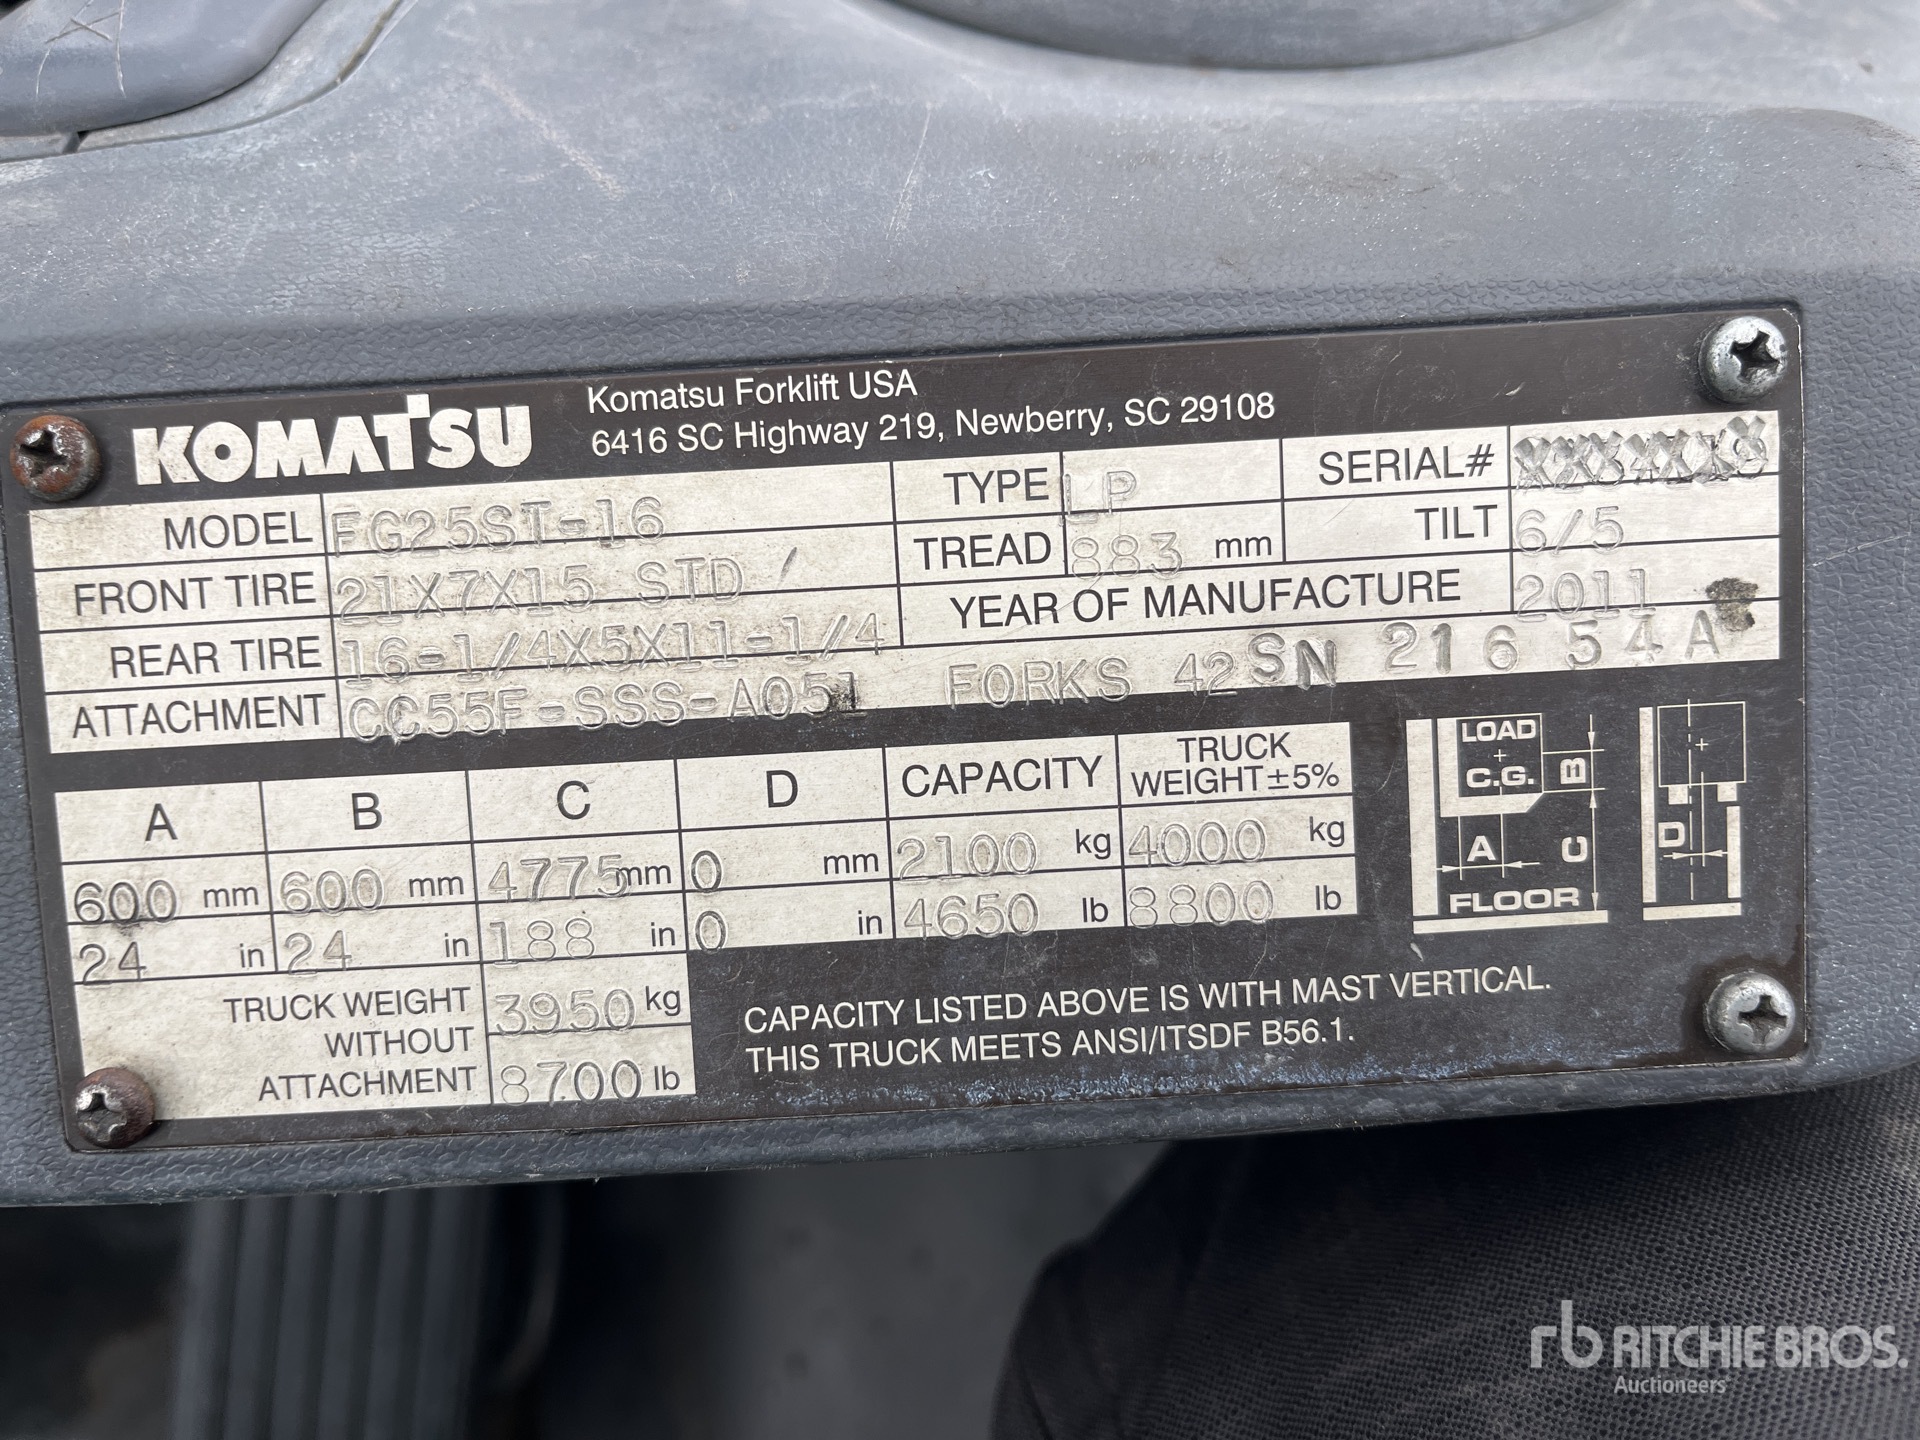 KOMATSU
Komatsu Forklift USA
6416 SC Highway 219, Newberry, SC 29108
MODEL FG25ST-16 TYPE LP SERIAL#
FRONT TIRE 21X7X15 STD TREAD 883 mm TILT 6/5
REAR TIRE 16-1/4X5X11-1/4 YEAR OF MANUFACTURE 2011
ATTACHMENT CC55F-SSS-A051 FORKS 42 SN 21654A
A B C D CAPACITY TRUCK WEIGHT ±5%
600 mm 600 mm 4775 mm 0 mm 2100 kg 4000 kg
24 in 24 in 188 in 0 in 4650 lb 8800 lb
TRUCK WEIGHT WITHOUT ATTACHMENT 3950 kg
8700 lb
LOAD
+
C.G.
B
A
C
FLOOR
+
D
CAPACITY LISTED ABOVE IS WITH MAST VERTICAL.
THIS TRUCK MEETS ANSI/ITSDF B56.1.
rb RITCHIE BROS.
Auctioneers